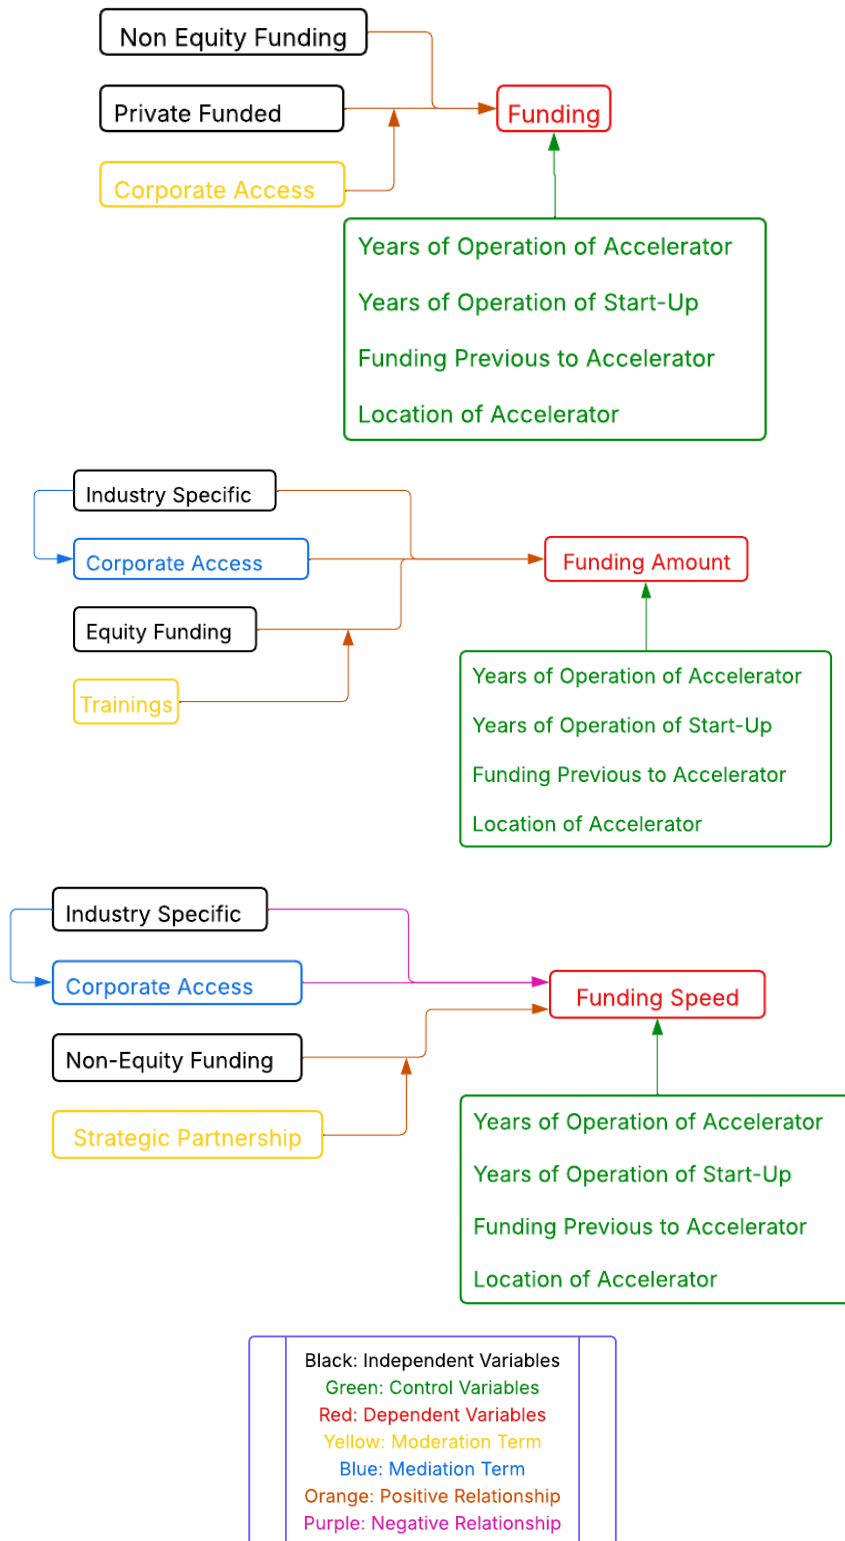 Non Equity Funding
Private Funded
Funding
Corporate Access
Years of Operation of Accelerator
Years of Operation of Start-Up
Funding Previous to Accelerator
Location of Accelerator
Industry Specific
Corporate Access
Funding Amount
Equity Funding
Trainings
Years of Operation of Accelerator
Years of Operation of Start-Up
Funding Previous to Accelerator
Location of Accelerator
Industry Specific
Corporate Access
Funding Speed
Non-Equity Funding
Strategic Partnership
Years of Operation of Accelerator
Years of Operation of Start-Up
Funding Previous to Accelerator
Location of Accelerator
Black: Independent Variables
Green: Control Variables
Red: Dependent Variables
Yellow: Moderation Term
Blue: Mediation Term
Orange: Positive Relationship
Purple: Negative Relationship